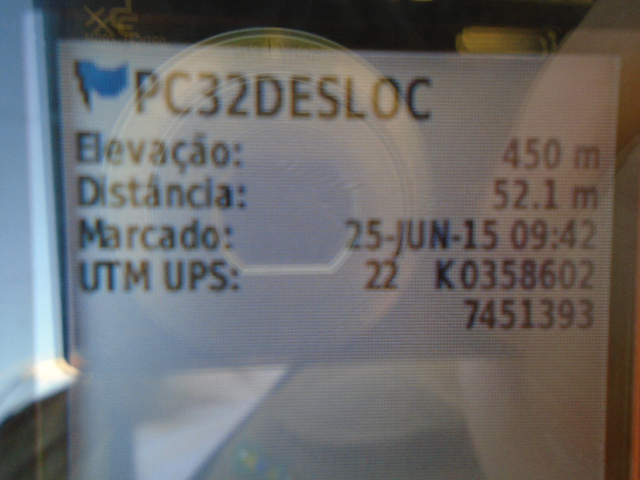 PC32DESLOC
Elevação: 450 m
Distância: 52.1 m
Marcado: 25-JUN-15 09:42
UTM UPS: 22 K0358602
7451393